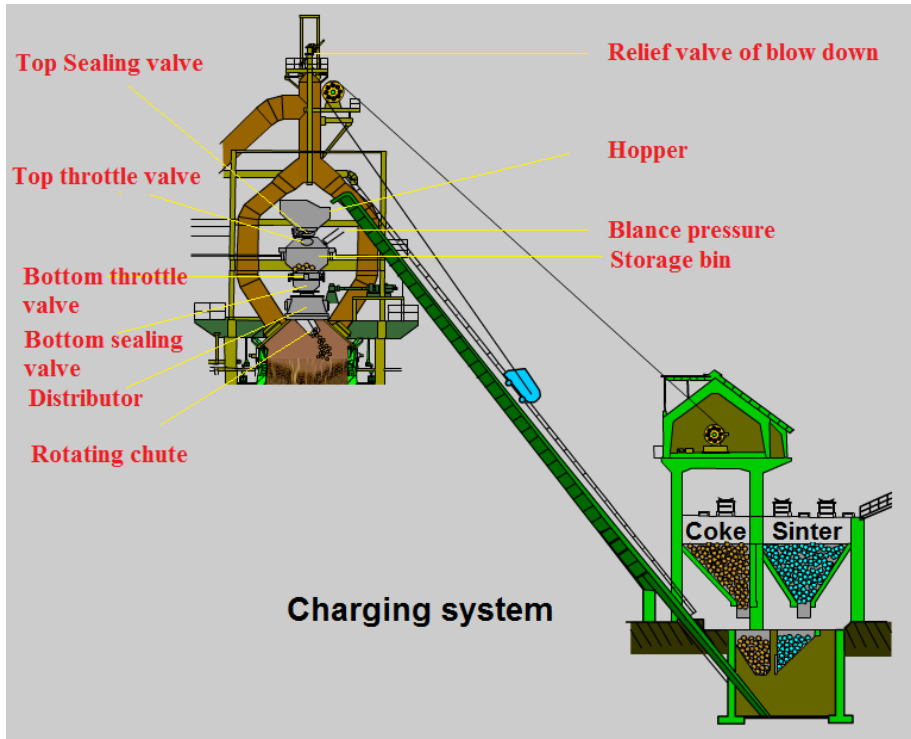 Top Sealing valve
Relief valve of blow down
Top throttle valve
Hopper
Blance pressure
Storage bin
Bottom throttle
valve
Bottom sealing
valve
Distributor
Rotating chute
Coke
Sinter
Charging system